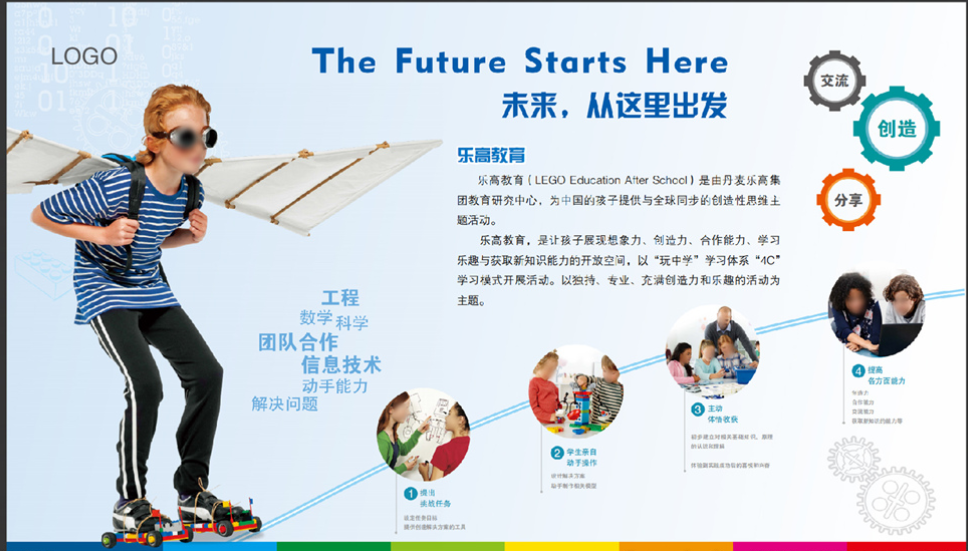 LOGO
The Future Starts Here
未来，从这里出发
交流
创造
分享
乐高教育
乐高教育（LEGO Education After School）是由丹麦乐高集
团教育研究中心，为中国的孩子提供与全球同步的创造性思维主
题活动。
乐高教育，是让孩子展现想象力、创造力、合作能力、学习
乐趣与获取新知识能力的开放空间，以“玩中学”学习体系“4C”
学习模式开展活动。以独持、专业、充满创造力和乐趣的活动为
主题。
工程
数学 科学
团队合作
信息技术
动手能力
解决问题
1 提出
挑战任务
2 学生亲自
动手操作
3 主动
体悟收获
4 提高
各方面能力